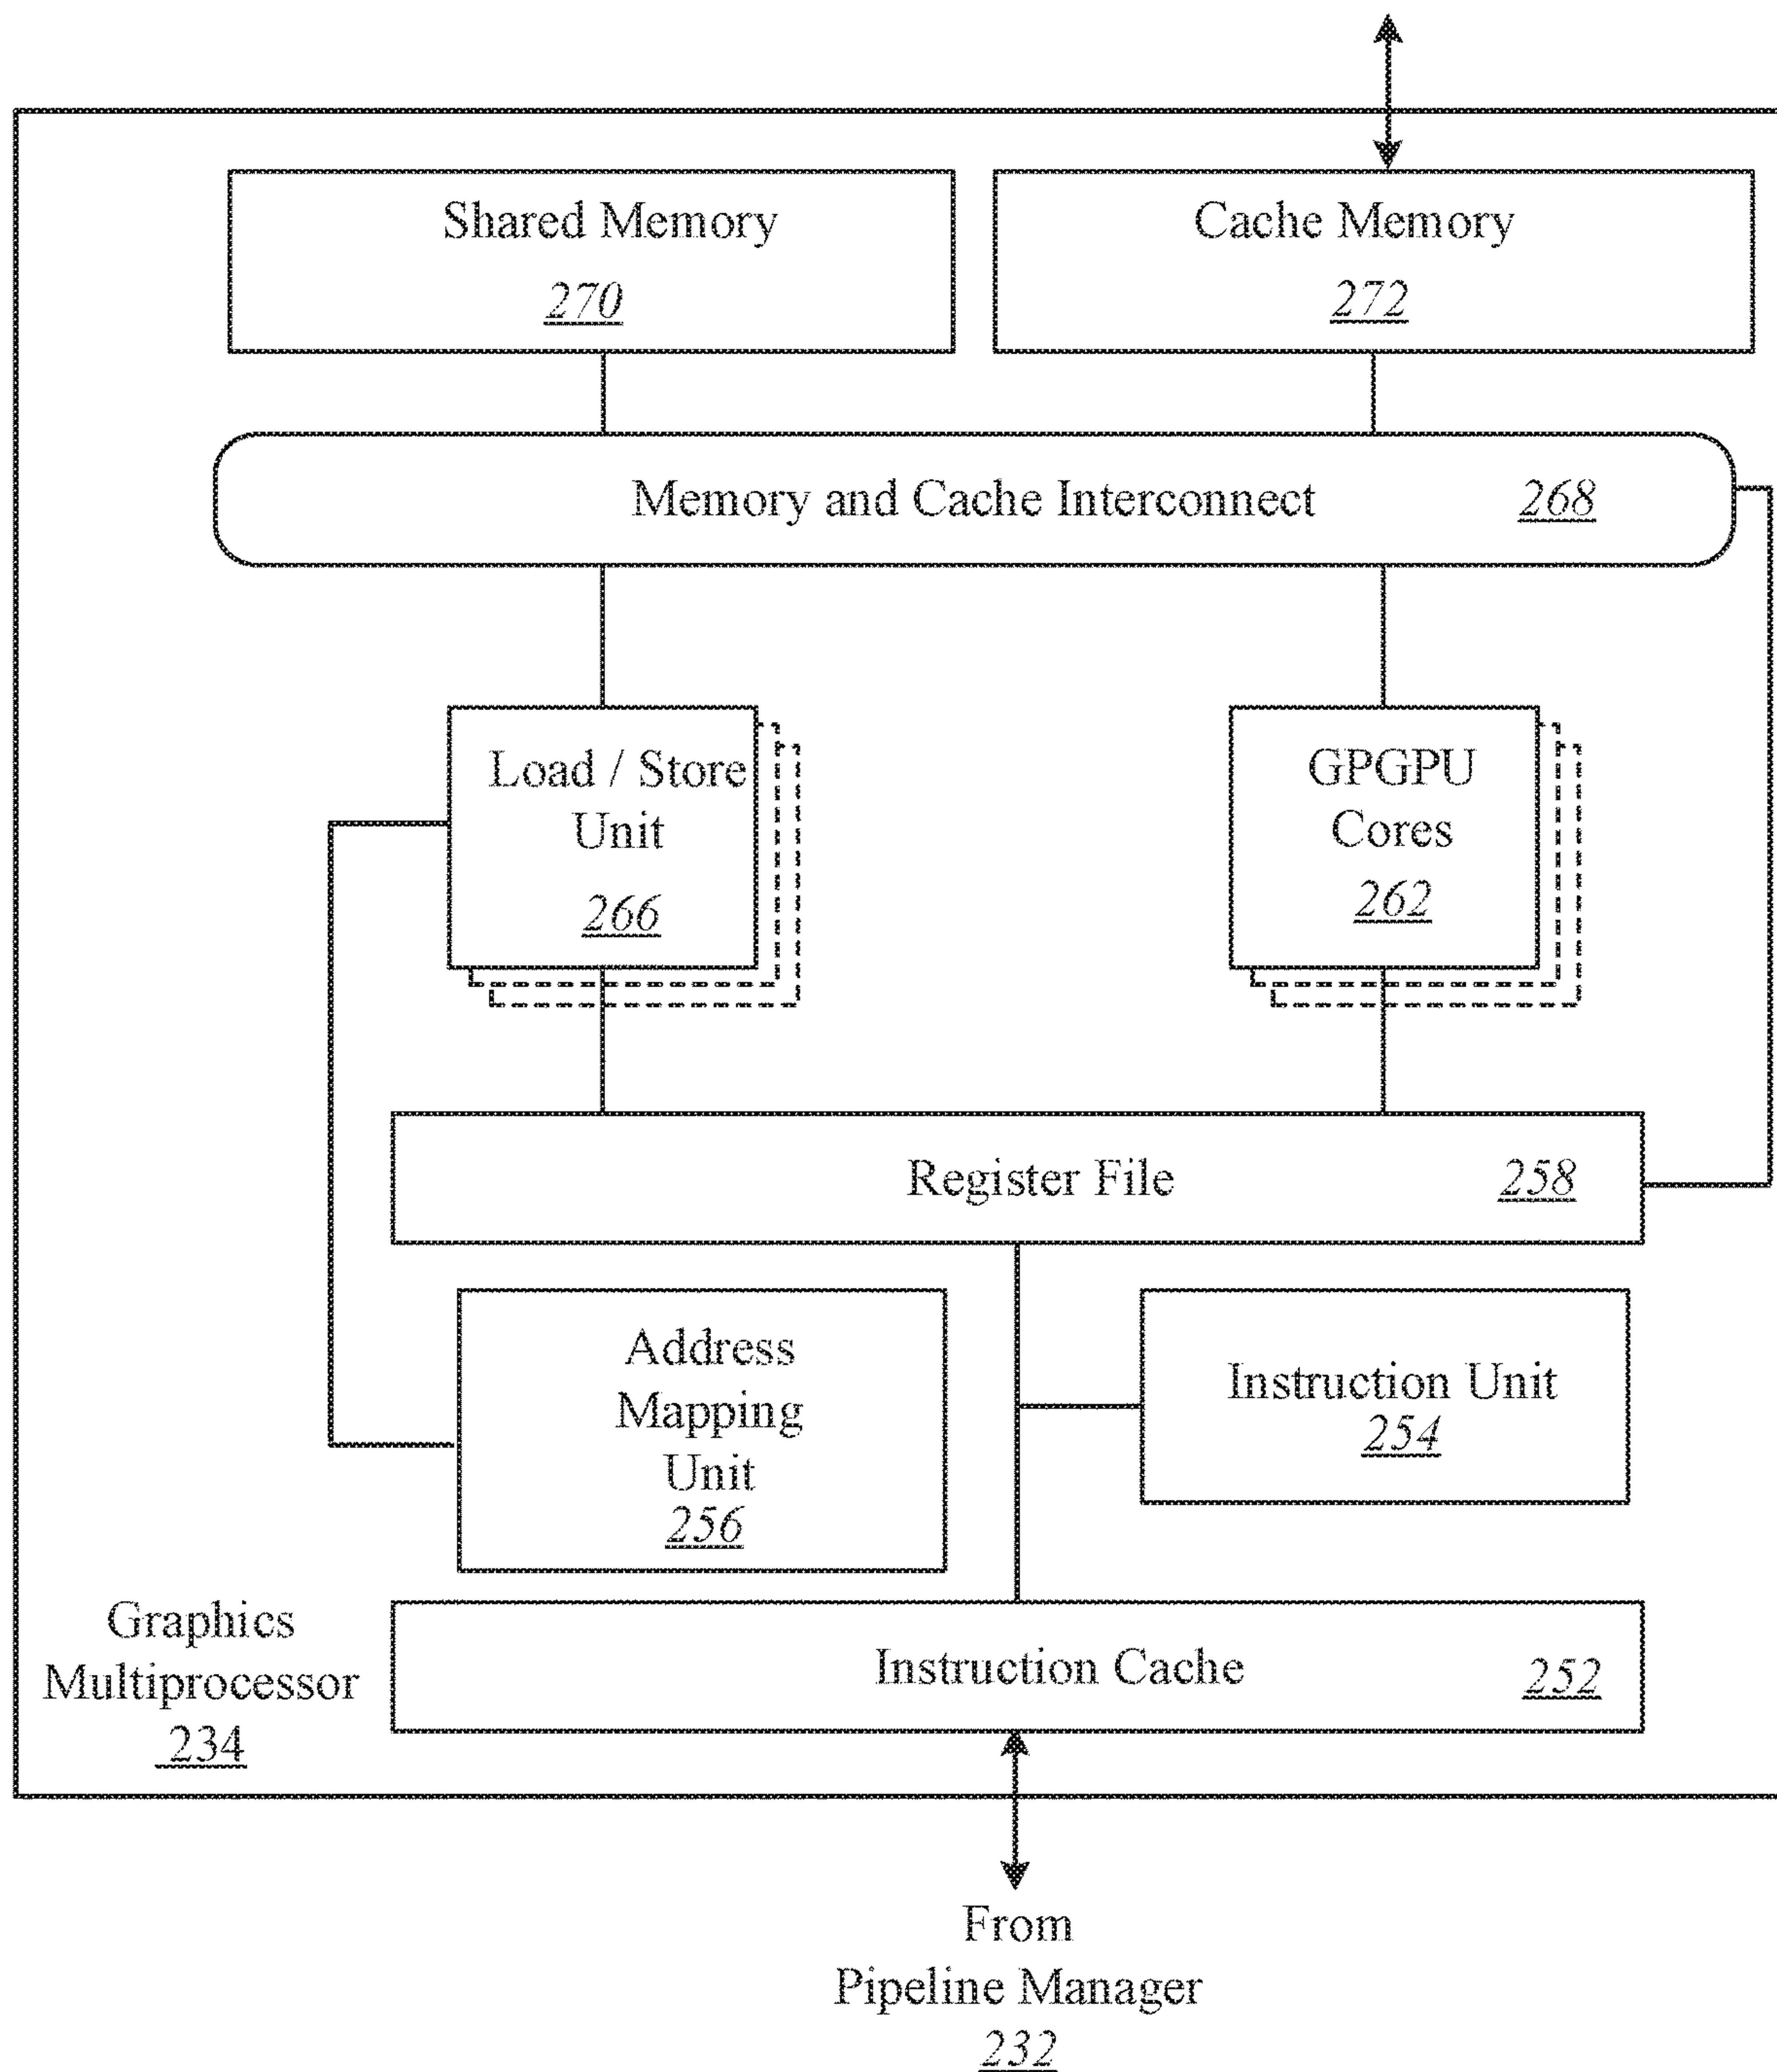 Shared Memory
270
Cache Memory
272
Memory and Cache Interconnect 268
Load / Store
Unit
266
GPGPU
Cores
262
Register File 258
Address
Mapping
Unit
256
Instruction Unit
254
Graphics
Multiprocessor
234
Instruction Cache 252
From
Pipeline Manager
232